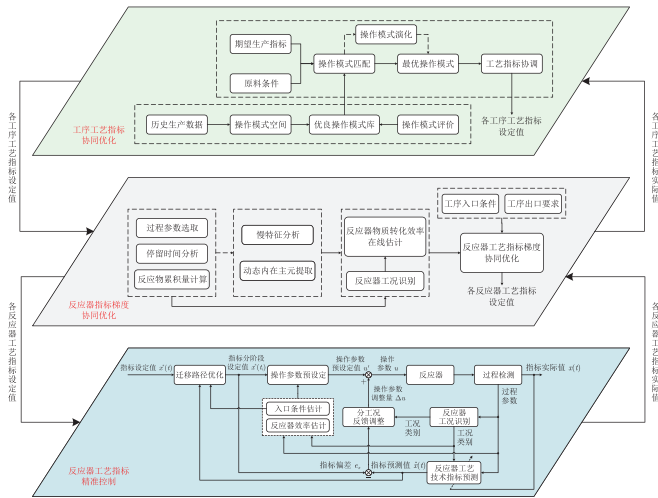 操作模式演化
期望生产指标
操作模式匹配
最优操作模式
工艺指标协调
原料条件
各工序工艺指标
设定值
历史生产数据
操作模式空间
优良操作模式库
操作模式评价
工序工艺指标
协同优化
各工序工艺指标设定值
各工序工艺指标实际值
工序入口条件
工序出口要求
过程参数选取
停留时间分析
反应物累积量计算
慢特征分析
动态内在主元提取
反应器物质转化效率
在线估计
反应器工况识别
反应器工艺指标梯度
协同优化
各反应器工艺指标
设定值
反应器指标梯度
协同优化
各反应器工艺指标设定值
各反应器工艺指标实际值
指标设定值
迁移路径优化
指标分阶段
设定值
操作参数预设定
操作参数
预设定值 u'
操作
参数 u
反应器
过程检测
指标实际值 x(t)
过程
参数
操作参数
调整量 Δu
入口条件估计
反应器效率估计
分工况
反馈调整
工况
类别
反应器
工况识别
工况
类别
指标偏差
指标预测值
反应器工艺
技术指标预测
反应器工艺指标
精准控制